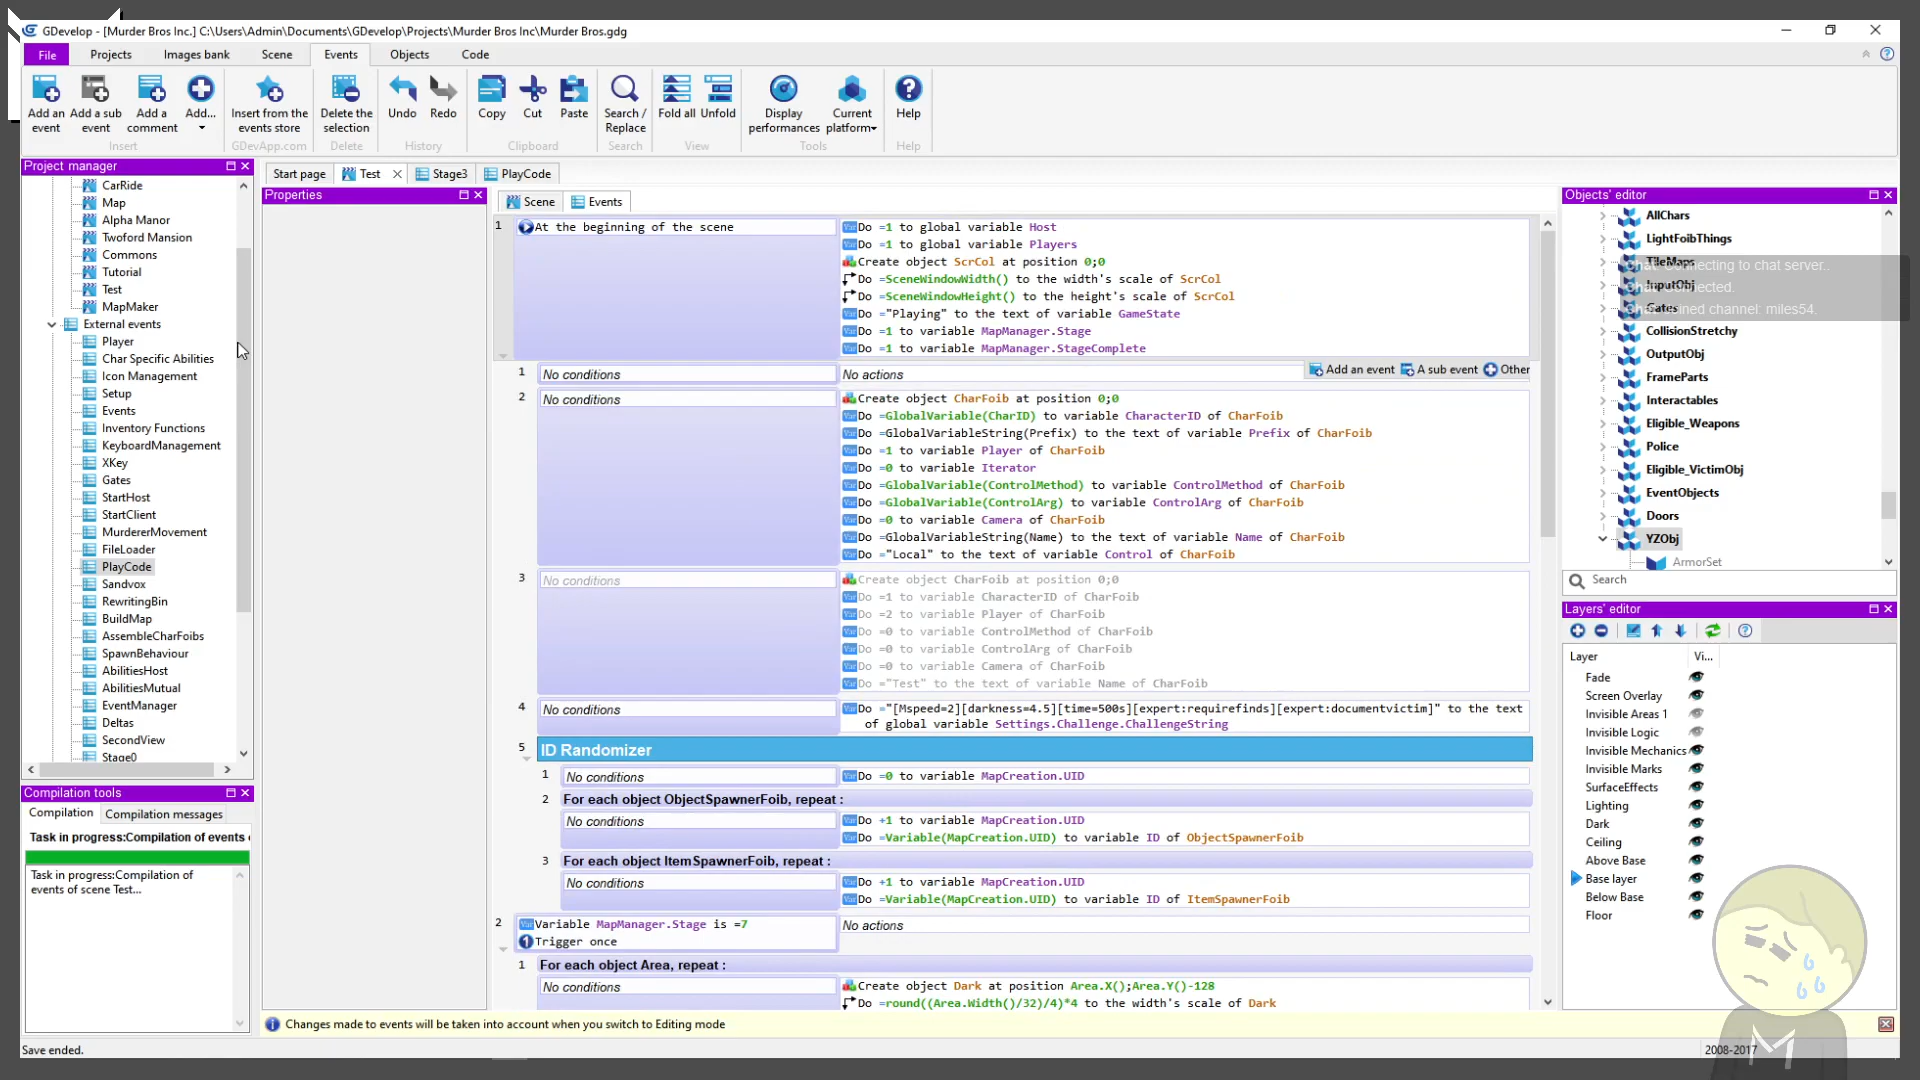 GDevelop - [Murder Bros Inc.] C:\Users\Admin\Documents\GDevelop\Projects\Murder Bros Inc\Murder Bros.gdg
File Projects Images bank Scene Events Objects Code
Add an event
Add a sub event
Add a comment
Add...
Insert from the events store
Delete the selection
Undo
Redo
Copy
Cut
Paste
Search / Replace
Fold all
Unfold
Display performances
Current platform
Help
Insert GDevApp.com Delete History Clipboard Search View Tools Help
Project manager
CarRide
Map
Alpha Manor
Twoford Mansion
Commons
Tutorial
Test
MapMaker
External events
Player
Char Specific Abilities
Icon Management
Setup
Events
Inventory Functions
KeyboardManagement
XKey
Gates
StartHost
StartClient
MurdererMovement
FileLoader
PlayCode
Sandvox
RewritingBin
BuildMap
AssembleCharFoibs
SpawnBehaviour
AbilitiesHost
AbilitiesMutual
EventManager
Deltas
SecondView
Stage0
Compilation tools
Compilation Compilation messages
Task in progress:Compilation of events
Task in progress:Compilation of
events of scene Test...
Save ended.
Start page Test Stage3 PlayCode
Properties
Scene Events
1 At the beginning of the scene
Do =1 to global variable Host
Do =1 to global variable Players
Create object ScrCol at position 0;0
Do =SceneWindowWidth() to the width's scale of ScrCol
Do =SceneWindowHeight() to the height's scale of ScrCol
Do ="Playing" to the text of variable GameState
Do =1 to variable MapManager.Stage
Do =1 to variable MapManager.StageComplete
1 No conditions No actions Add an event A sub event Other
2 No conditions
Create object CharFoib at position 0;0
Do =GlobalVariable(CharID) to variable CharacterID of CharFoib
Do =GlobalVariableString(Prefix) to the text of variable Prefix of CharFoib
Do =1 to variable Player of CharFoib
Do =0 to variable Iterator
Do =GlobalVariable(ControlMethod) to variable ControlMethod of CharFoib
Do =GlobalVariable(ControlArg) to variable ControlArg of CharFoib
Do =0 to variable Camera of CharFoib
Do =GlobalVariableString(Name) to the text of variable Name of CharFoib
Do ="Local" to the text of variable Control of CharFoib
3 No conditions
Create object CharFoib at position 0;0
Do =1 to variable CharacterID of CharFoib
Do =2 to variable Player of CharFoib
Do =0 to variable ControlMethod of CharFoib
Do =0 to variable ControlArg of CharFoib
Do =0 to variable Camera of CharFoib
Do ="Test" to the text of variable Name of CharFoib
4 No conditions
Do ="[Mspeed=2][darkness=4.5][time=500s][expert:requirefinds][expert:documentvictim]" to the text
of global variable Settings.Challenge.ChallengeString
5 ID Randomizer
1 No conditions Do =0 to variable MapCreation.UID
2 For each object ObjectSpawnerFoib, repeat :
No conditions Do +1 to variable MapCreation.UID
Do =Variable(MapCreation.UID) to variable ID of ObjectSpawnerFoib
3 For each object ItemSpawnerFoib, repeat :
No conditions Do +1 to variable MapCreation.UID
Do =Variable(MapCreation.UID) to variable ID of ItemSpawnerFoib
2 Variable MapManager.Stage is =7 No actions
Trigger once
1 For each object Area, repeat :
No conditions Create object Dark at position Area.X();Area.Y()-128
Do =round((Area.Width()/32)/4)*4 to the width's scale of Dark
Changes made to events will be taken into account when you switch to Editing mode
Objects' editor
AllChars
LightFoibThings
TileMaps
InputObj
Gates
CollisionStretchy
OutputObj
FrameParts
Interactables
Eligible_Weapons
Police
Eligible_VictimObj
EventObjects
Doors
YZObj
ArmorSet
Chat: Connecting to chat server..
Chat: Connected.
Chat: Joined channel: miles54.
Search
Layers' editor
Layer Vi...
Fade
Screen Overlay
Invisible Areas 1
Invisible Logic
Invisible Mechanics
Invisible Marks
SurfaceEffects
Lighting
Dark
Ceiling
Above Base
Base layer
Below Base
Floor
2008-2017